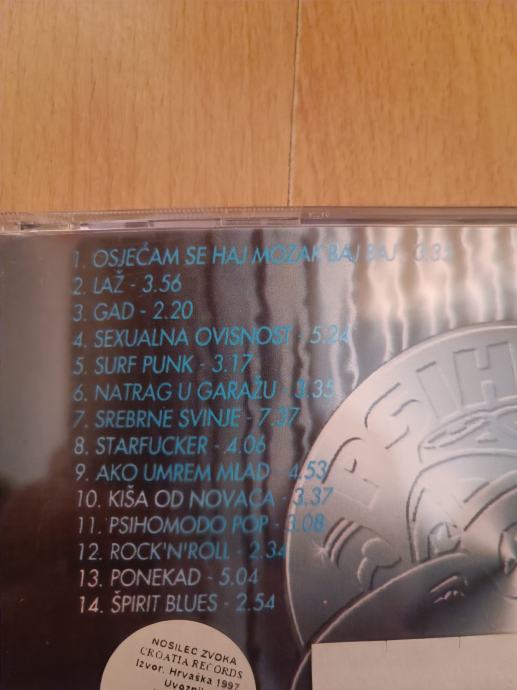 1. OSJEĆAM SE HAJ MOZAK BAJ BAJ - 3.35
2. LAŽ - 3.56
3. GAD - 2.20
4. SEXUALNA OVISNOST - 5.24
5. SURF PUNK - 3.17
6. NATRAG U GARAŽU - 3.35
7. SREBRNE SVINJE - 7.37
8. STARFUCKER - 4.06
9. AKO UMREM MLAD - 4.53
10. KIŠA OD NOVACA - 3.37
11. PSIHOMODO POP - 3.08
12. ROCK'N'ROLL - 2.34
13. PONEKAD - 5.04
14. ŠPIRIT BLUES - 2.54
PSIH
NOSILEC ZVOKA
CROATIA RECORDS
Izvor. Hrvaška 1997